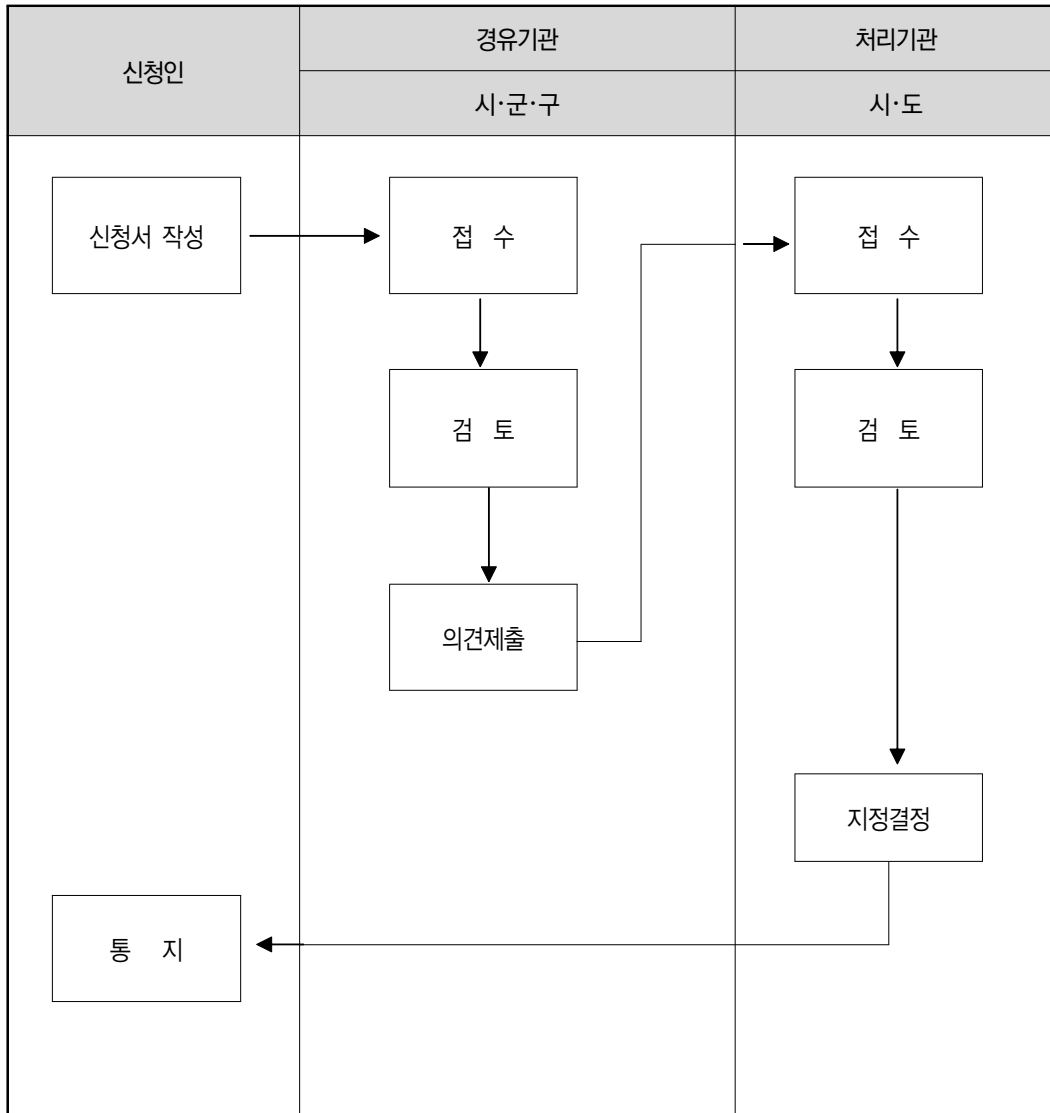 신청인
경유기관
처리기관
시·군·구
시·도
신청서 작성
접 수
접 수
검 토
검 토
의견제출
지정결정
통 지